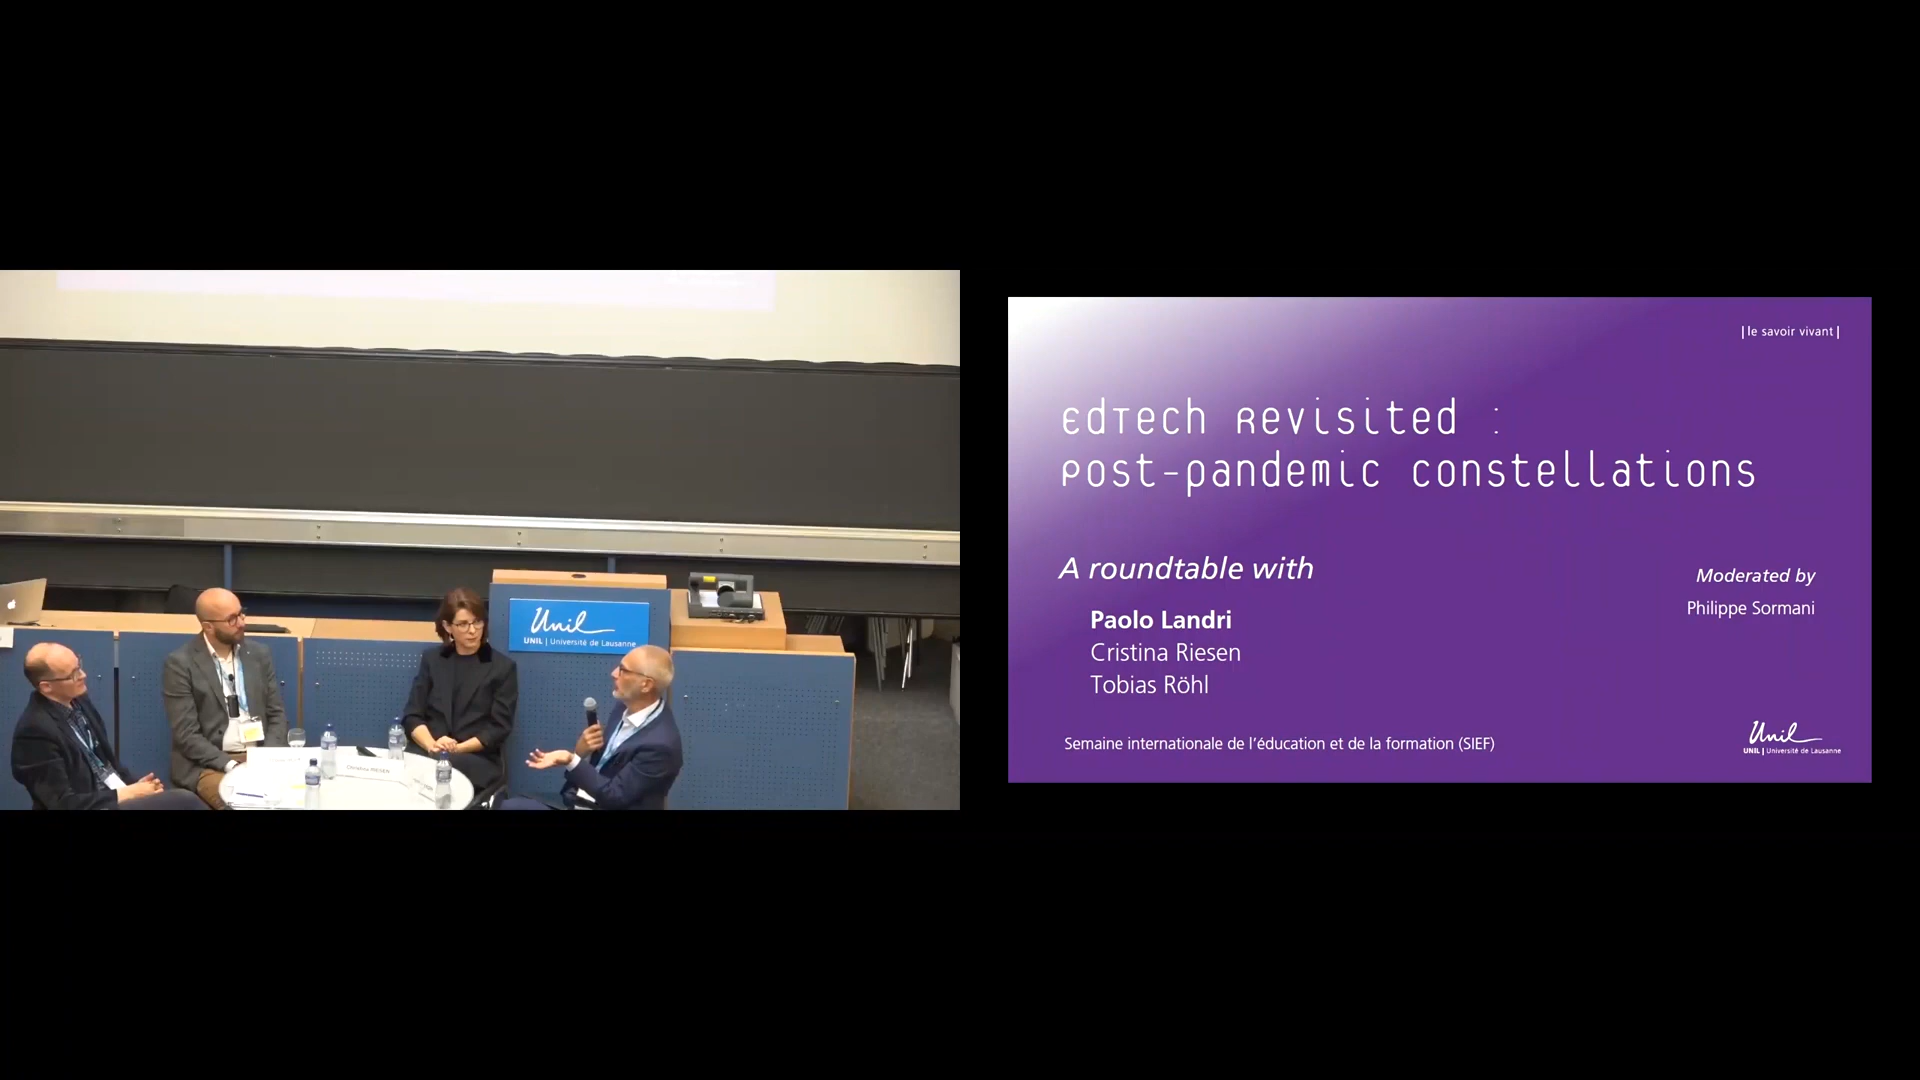 Unil
UNIL | Université de Lausanne
Christina RIESEN
|le savoir vivant|
EdTech Revisited :
Post-pandemic constellations
A roundtable with
Paolo Landri
Cristina Riesen
Tobias Röhl
Moderated by
Philippe Sormani
Semaine internationale de l'éducation et de la formation (SIEF)
Unil
UNIL | Université de Lausanne